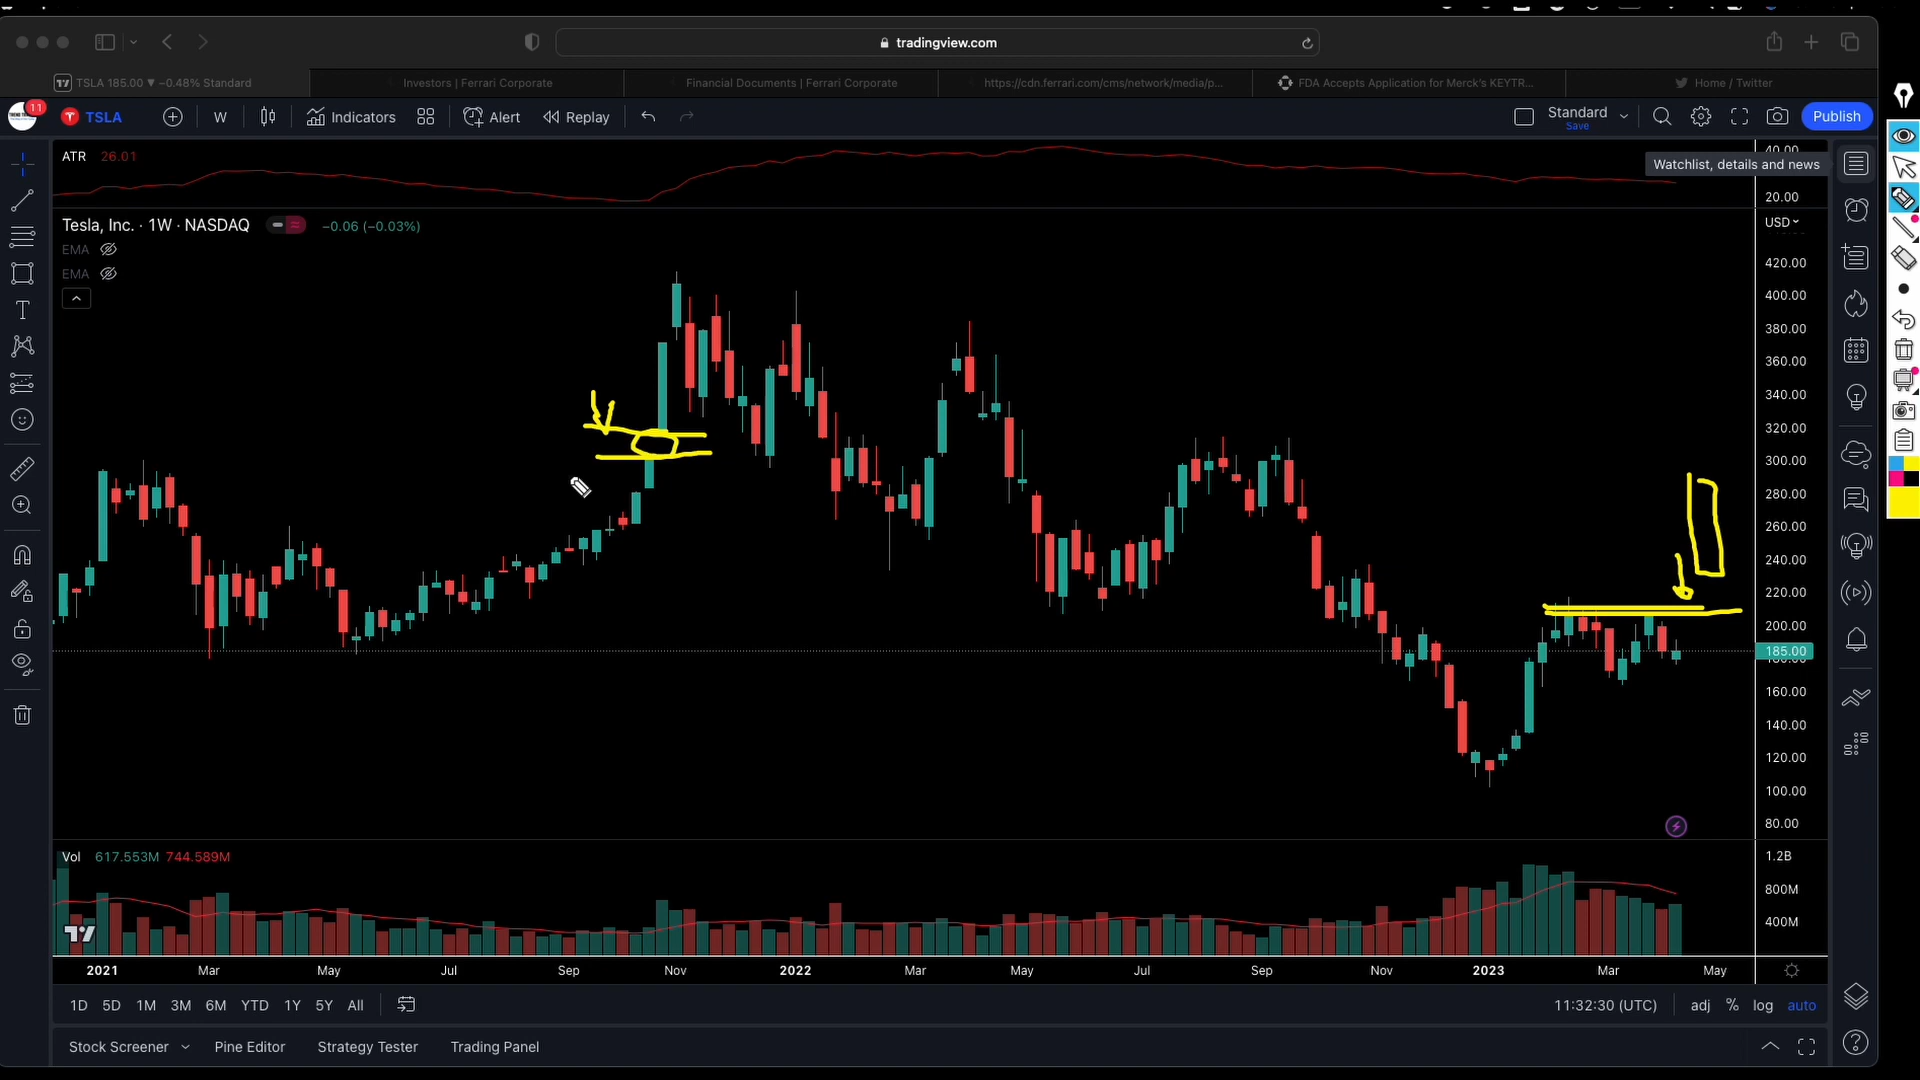 tradingview.com
TSLA 185.00 ▼ −0.48% Standard
Investors | Ferrari Corporate
Financial Documents | Ferrari Corporate
https://cdn.ferrari.com/cms/network/media/p...
FDA Accepts Application for Merck's KEYTR...
Home / Twitter
11
TSLA
W
Indicators
Alert
Replay
Standard
Save
Publish
ATR 26.01
40.00
Watchlist, details and news
20.00
Tesla, Inc. · 1W · NASDAQ
−0.06 (−0.03%)
USD
EMA
EMA
420.00
400.00
380.00
360.00
340.00
320.00
300.00
280.00
260.00
240.00
220.00
200.00
185.00
180.00
160.00
140.00
120.00
100.00
80.00
Vol 617.553M 744.589M
1.2B
800M
400M
2021 Mar May Jul Sep Nov 2022 Mar May Jul Sep Nov 2023 Mar May
1D 5D 1M 3M 6M YTD 1Y 5Y All
11:32:30 (UTC)
adj % log auto
Stock Screener Pine Editor Strategy Tester Trading Panel